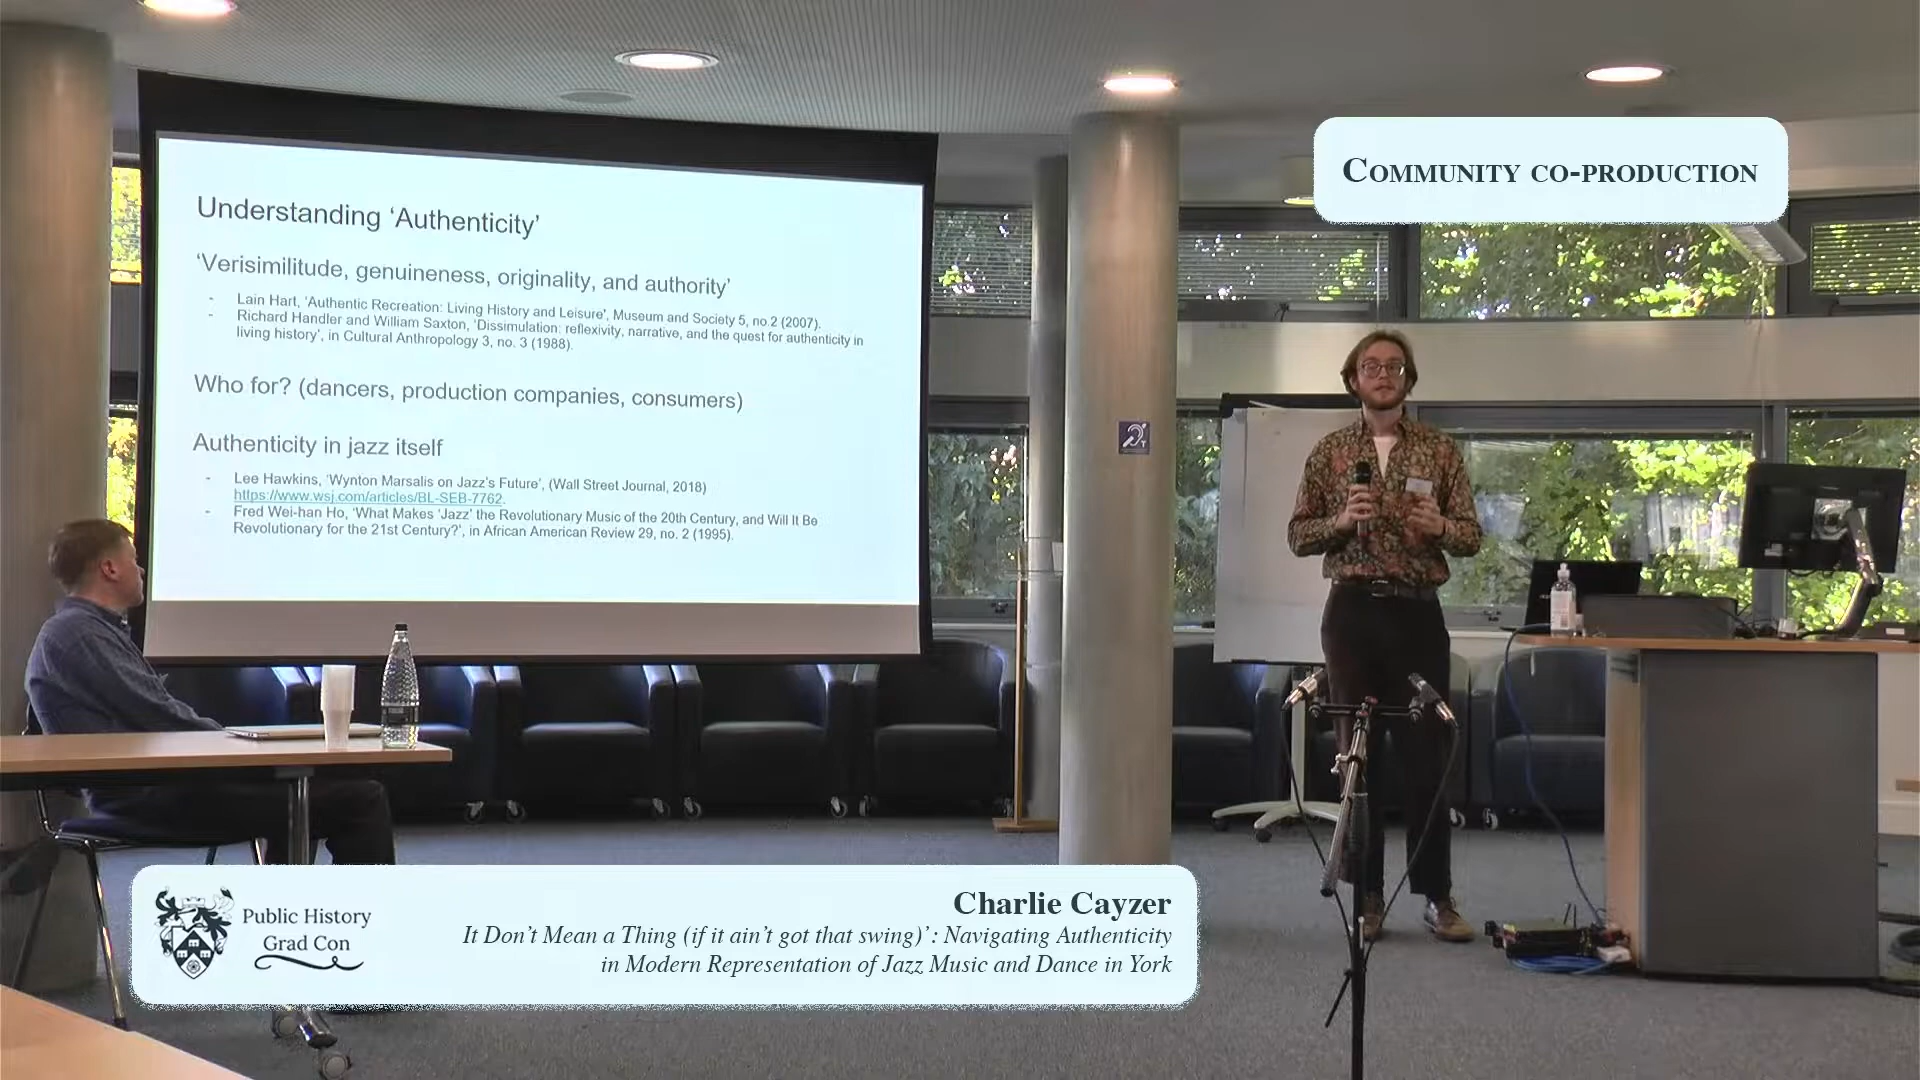 Understanding ‘Authenticity’
‘Verisimilitude, genuineness, originality, and authority’
- Lain Hart, ‘Authentic Recreation: Living History and Leisure’, Museum and Society 5, no.2 (2007).
- Richard Handler and William Saxton, ‘Dissimulation: reflexivity, narrative, and the quest for authenticity in
living history’, in Cultural Anthropology 3, no. 3 (1988).
Who for? (dancers, production companies, consumers)
Authenticity in jazz itself
- Lee Hawkins, ‘Wynton Marsalis on Jazz’s Future’, (Wall Street Journal, 2018)
https://www.wsj.com/articles/BL-SEB-7762.
- Fred Wei-han Ho, ‘What Makes ‘Jazz’ the Revolutionary Music of the 20th Century, and Will It Be
Revolutionary for the 21st Century?‘, in African American Review 29, no. 2 (1995).
Community co-production
T
Public History
Grad Con
Charlie Cayzer
It Don’t Mean a Thing (if it ain’t got that swing)’: Navigating Authenticity
in Modern Representation of Jazz Music and Dance in York